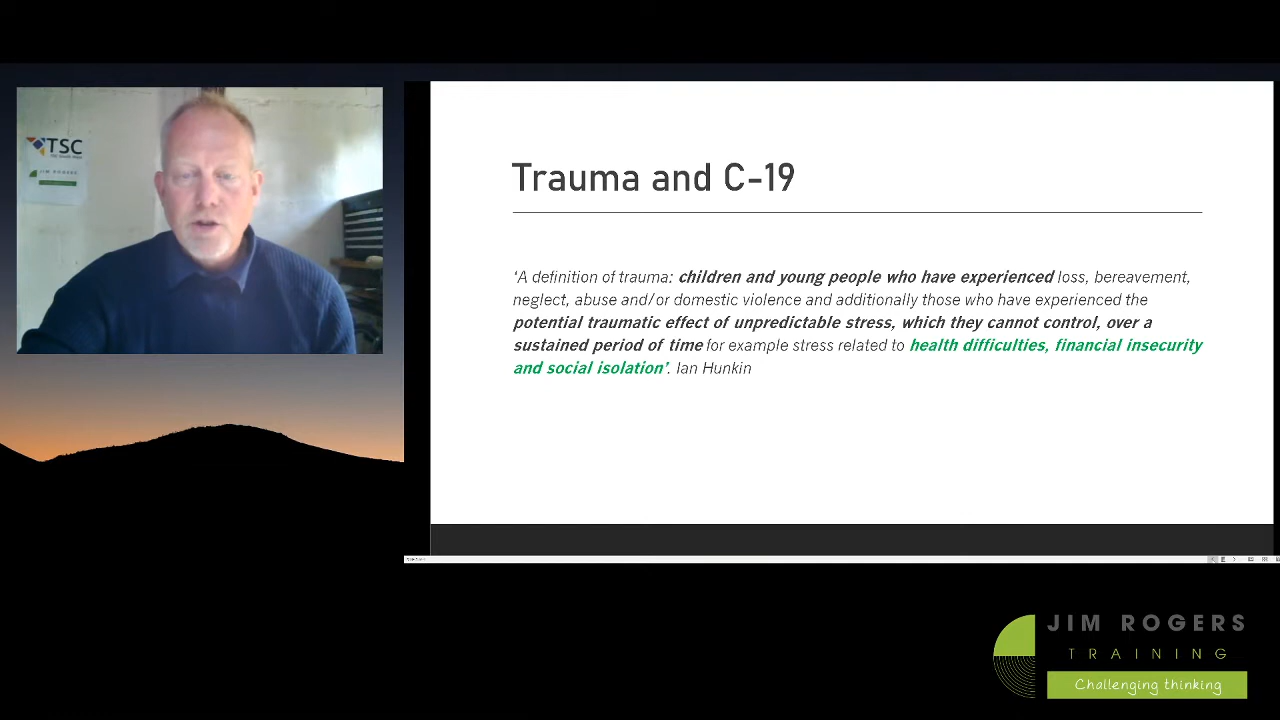 TSC
JIM ROGERS
Trauma and C-19
‘A definition of trauma: children and young people who have experienced loss, bereavement,
neglect, abuse and/or domestic violence and additionally those who have experienced the
potential traumatic effect of unpredictable stress, which they cannot control, over a
sustained period of time for example stress related to health difficulties, financial insecurity
and social isolation’. Ian Hunkin
JIM ROGERS
TRAINING
Challenging thinking